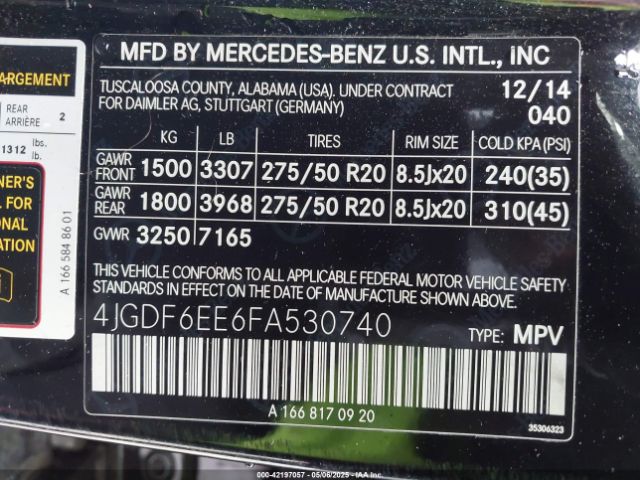 MFD BY MERCEDES-BENZ U.S. INTL., INC
TUSCALOOSA COUNTY, ALABAMA (USA). UNDER CONTRACT
FOR DAIMLER AG, STUTTGART (GERMANY)
12/14
040
KG LB TIRES RIM SIZE COLD KPA (PSI)
GAWR FRONT 1500 3307 275/50 R20 8.5Jx20 240(35)
GAWR REAR 1800 3968 275/50 R20 8.5Jx20 310(45)
GWR 3250 7165
THIS VEHICLE CONFORMS TO ALL APPLICABLE FEDERAL MOTOR VEHICLE SAFETY
STANDARDS IN EFFECT ON THE DATE OF MANUFACTURE SHOWN ABOVE.
4JGDF6EE6FA530740
TYPE: MPV
A 166 817 09 20
35306323
ARGEMENT
REAR
ARRIÈRE 2
1312 lbs.
lb.
NER'S
L FOR
ONAL
ATION
A 166 584 86 01
000-42197057 - 05/06/2025 - IAAI.COM